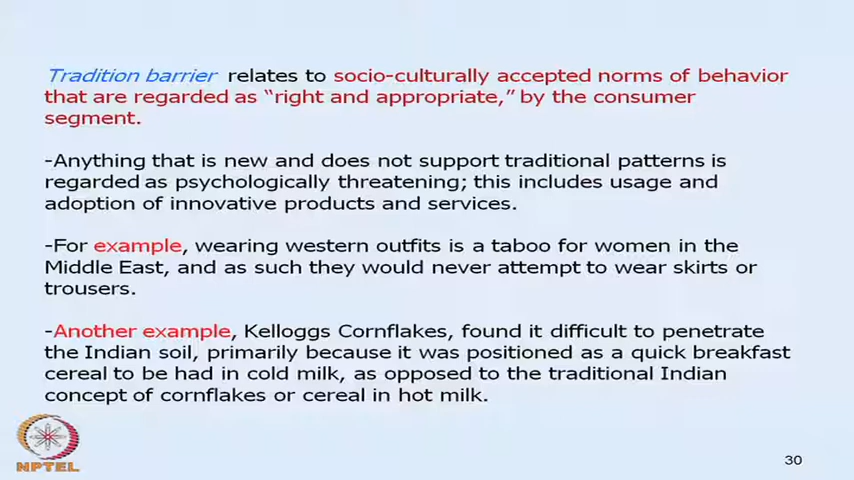 Tradition barrier relates to socio-culturally accepted norms of behavior
that are regarded as “right and appropriate,” by the consumer
segment.
-Anything that is new and does not support traditional patterns is
regarded as psychologically threatening; this includes usage and
adoption of innovative products and services.
-For example, wearing western outfits is a taboo for women in the
Middle East, and as such they would never attempt to wear skirts or
trousers.
-Another example, Kelloggs Cornflakes, found it difficult to penetrate
the Indian soil, primarily because it was positioned as a quick breakfast
cereal to be had in cold milk, as opposed to the traditional Indian
concept of cornflakes or cereal in hot milk.
NPTEL
30